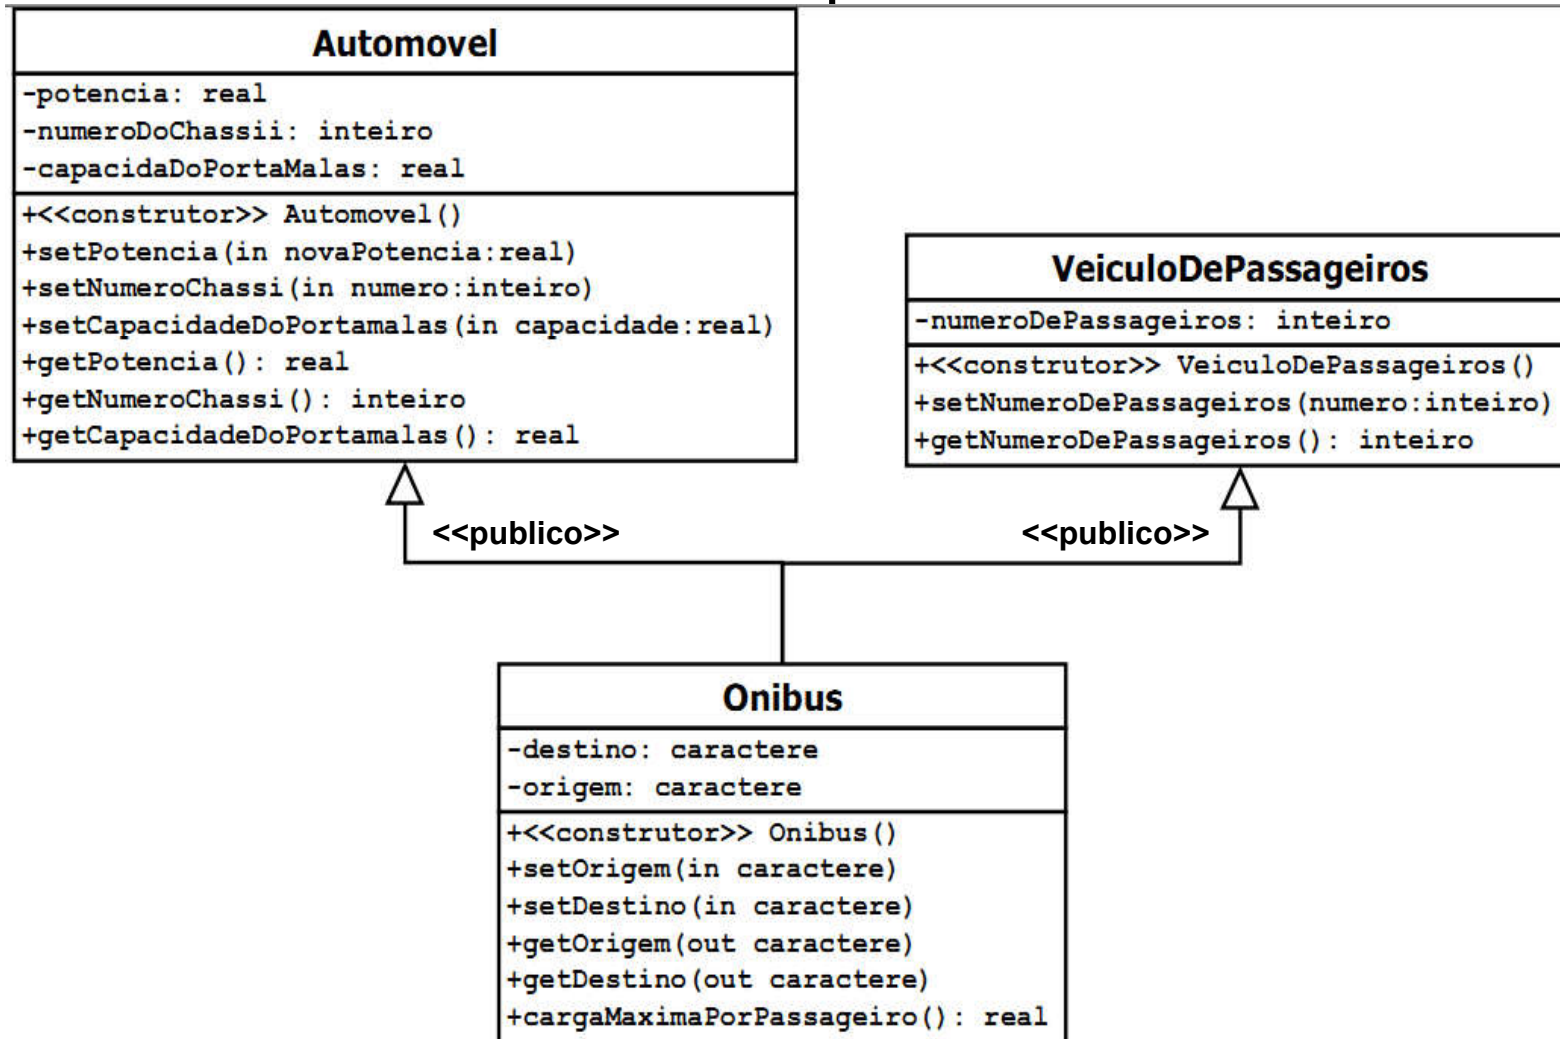 Automovel
-potencia: real
-numeroDoChassii: inteiro
-capacidaDoPortaMalas: real
+<<construtor>> Automovel()
+setPotencia(in novaPotencia:real)
+setNumeroChassi(in numero:inteiro)
+setCapacidadeDoPortamalas(in capacidade:real)
+getPotencia(): real
+getNumeroChassi(): inteiro
+getCapacidadeDoPortamalas(): real
VeiculoDePassageiros
-numeroDePassageiros: inteiro
+<<construtor>> VeiculoDePassageiros()
+setNumeroDePassageiros(numero:inteiro)
+getNumeroDePassageiros(): inteiro
<<publico>>
<<publico>>
Onibus
-destino: caractere
-origem: caractere
+<<construtor>> Onibus()
+setOrigem(in caractere)
+setDestino(in caractere)
+getOrigem(out caractere)
+getDestino(out caractere)
+cargaMaximaPorPassageiro(): real